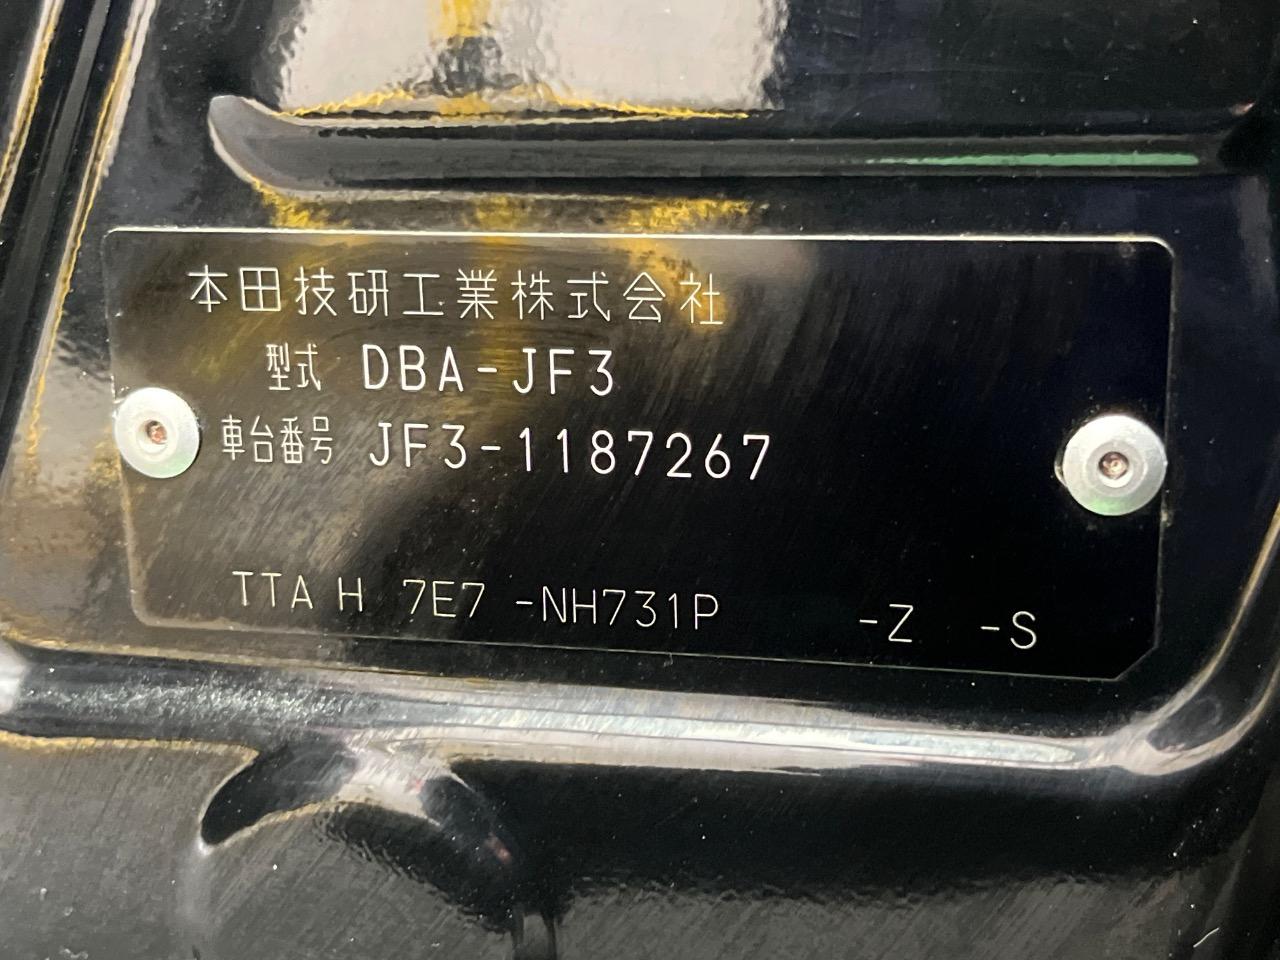 本田技研工業株式会社
型式 DBA-JF3
車台番号 JF3-1187267
TTA H 7E7 -NH731P -Z -S